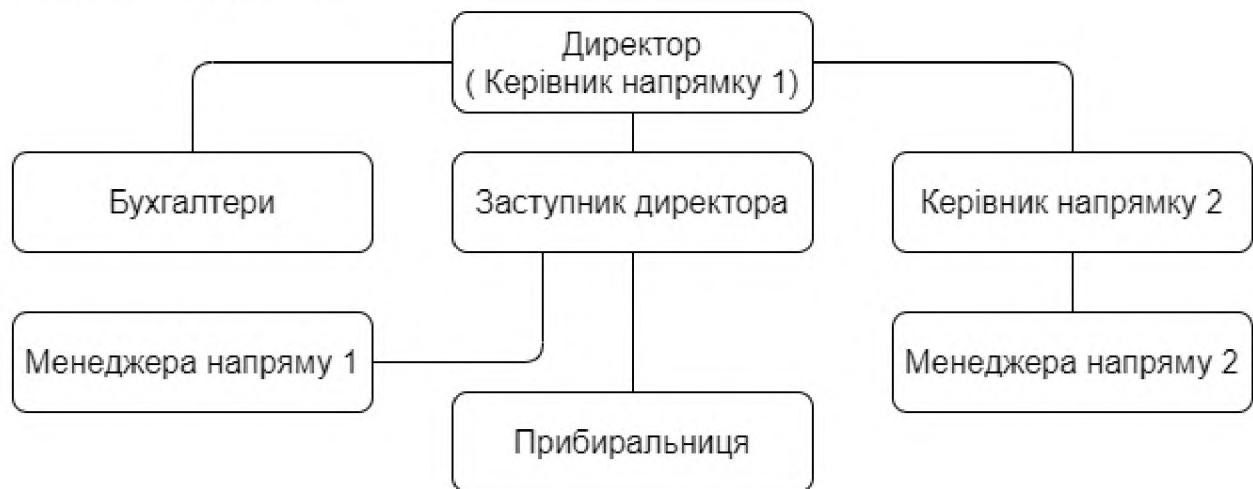 Директор
( Керівник напрямку 1)
Бухгалтери
Заступник директора
Керівник напрямку 2
Менеджера напряму 1
Менеджера напряму 2
Прибиральниця